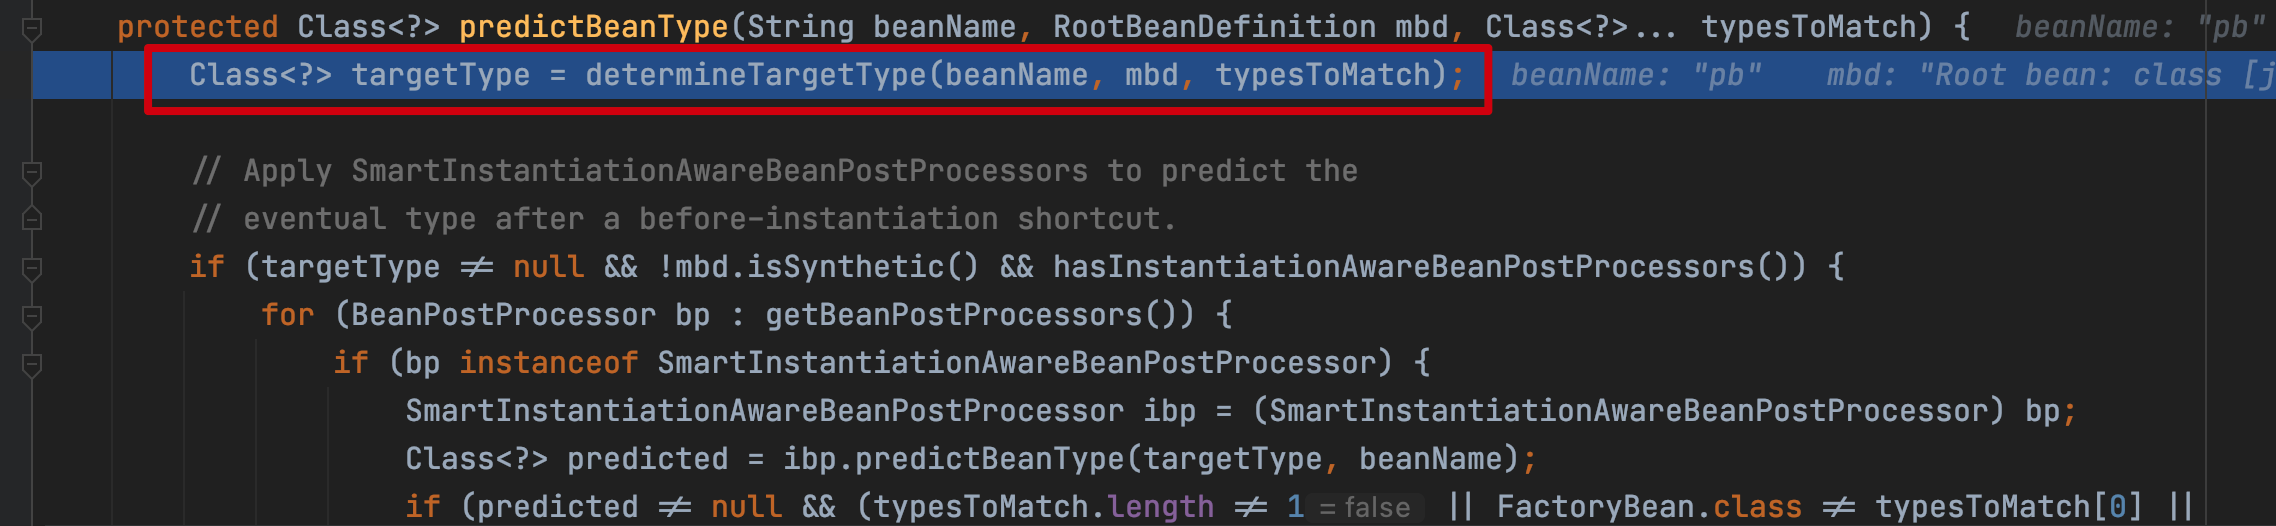 protected Class<?> predictBeanType(String beanName, RootBeanDefinition mbd, Class<?>... typesToMatch) { beanName: "pb"
Class<?> targetType = determineTargetType(beanName, mbd, typesToMatch); beanName: "pb" mbd: "Root bean: class [j
// Apply SmartInstantiationAwareBeanPostProcessors to predict the
// eventual type after a before-instantiation shortcut.
if (targetType ≠ null && !mbd.isSynthetic() && hasInstantiationAwareBeanPostProcessors()) {
for (BeanPostProcessor bp : getBeanPostProcessors()) {
if (bp instanceof SmartInstantiationAwareBeanPostProcessor) {
SmartInstantiationAwareBeanPostProcessor ibp = (SmartInstantiationAwareBeanPostProcessor) bp;
Class<?> predicted = ibp.predictBeanType(targetType, beanName);
if (predicted ≠ null && (typesToMatch.length ≠ 1 = false || FactoryBean.class ≠ typesToMatch[0] ||